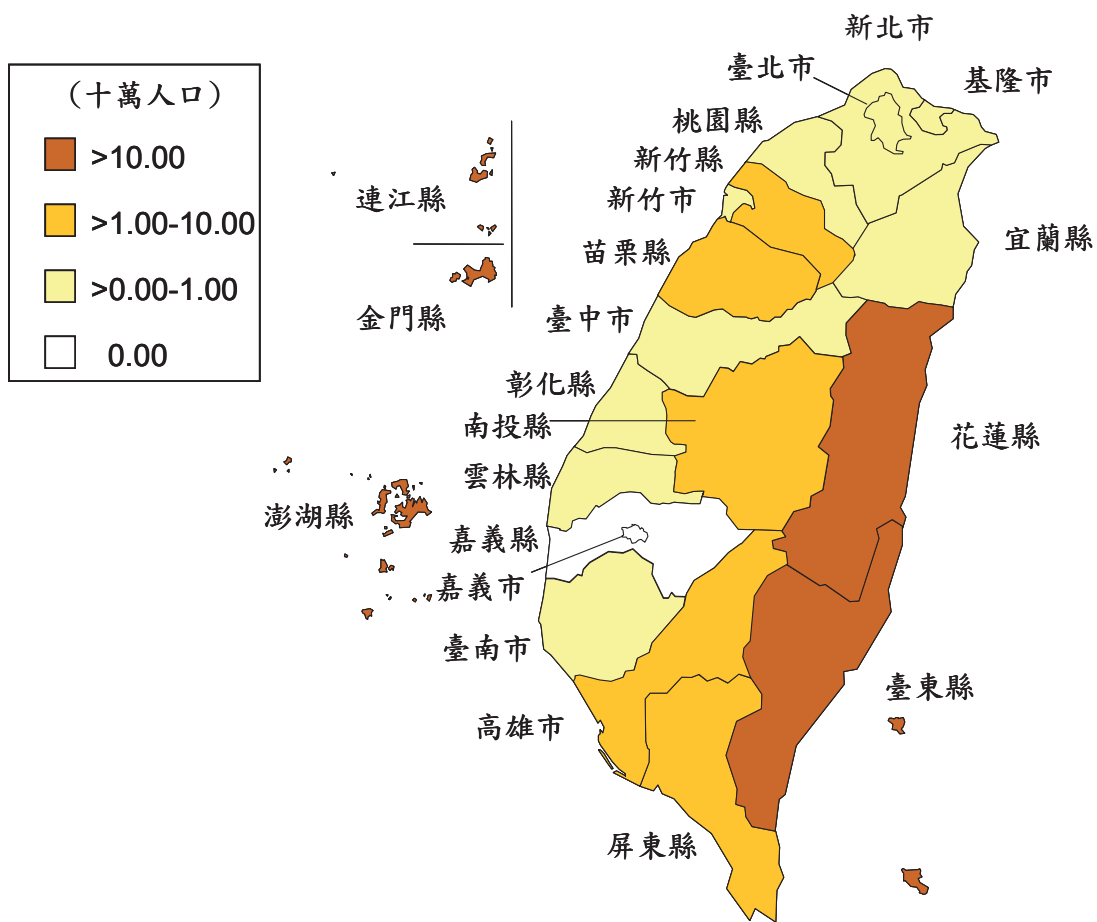 (十萬人口)
>10.00
>1.00-10.00
>0.00-1.00
0.00
新北市
臺北市
基隆市
桃園縣
新竹縣
新竹市
連江縣
苗栗縣
宜蘭縣
金門縣
臺中市
彰化縣
南投縣
花蓮縣
雲林縣
澎湖縣
嘉義縣
嘉義市
臺南市
臺東縣
高雄市
屏東縣